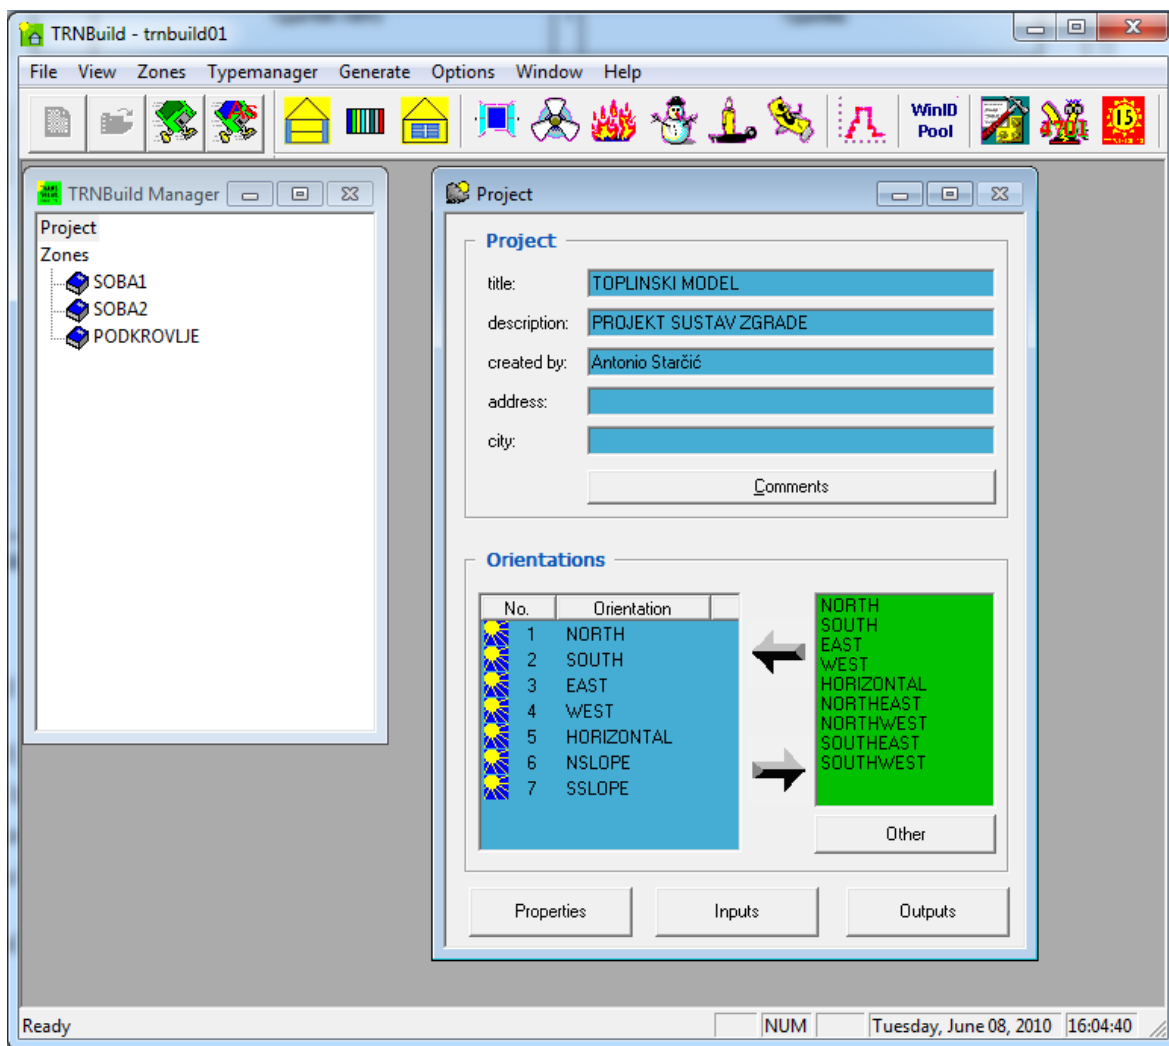 TRNBuild - trnbuild01
File View Zones Typemanager Generate Options Window Help
WinID
Pool
4701
15
TRNBuild Manager
Project
Zones
SOBA1
SOBA2
PODKROVLJE
Project
Project
title: TOPLINSKI MODEL
description: PROJEKT SUSTAV ZGRADE
created by: Antonio Starčić
address:
city:
Comments
Orientations
No. Orientation
1 NORTH
2 SOUTH
3 EAST
4 WEST
5 HORIZONTAL
6 NSLOPE
7 SSLOPE
NORTH
SOUTH
EAST
WEST
HORIZONTAL
NORTHEAST
NORTHWEST
SOUTHEAST
SOUTHWEST
Other
Properties Inputs Outputs
Ready NUM Tuesday, June 08, 2010 16:04:40